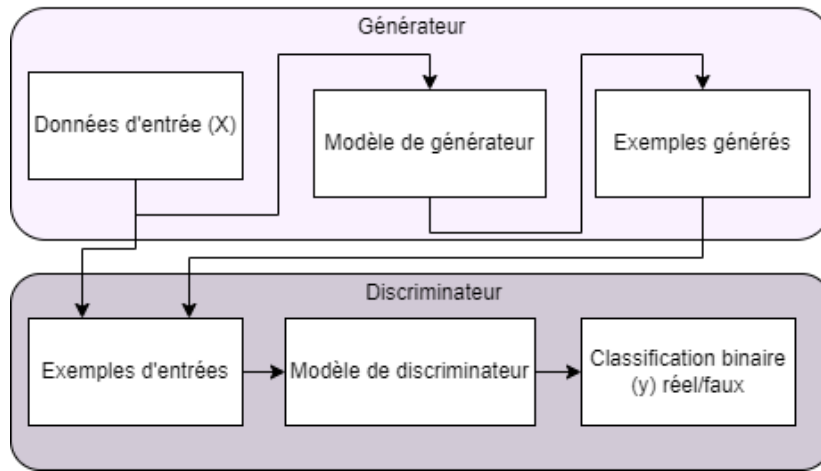 Générateur
Données d'entrée (X)
Modèle de générateur
Exemples générés
Discriminateur
Exemples d'entrées
Modèle de discriminateur
Classification binaire
(y) réel/faux